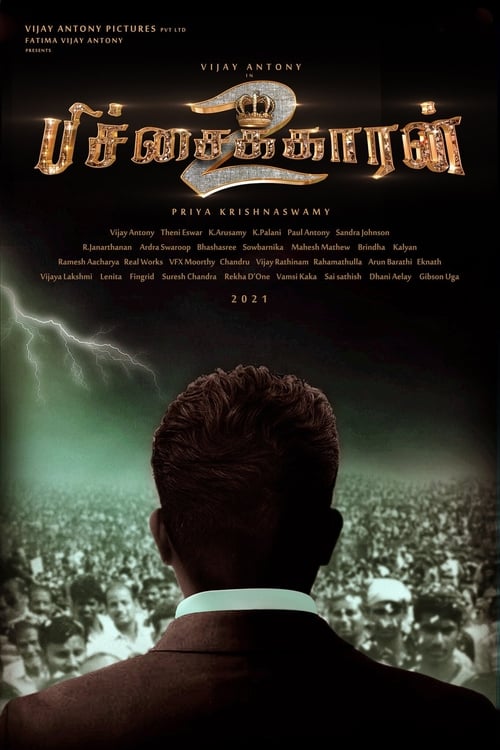 VIJAY ANTONY PICTURES PVT LTD
FATIMA VIJAY ANTONY
PRESENTS
VIJAY ANTONY
IN
பிச்சைக்காரன்
2
PRIYA KRISHNASWAMY
Vijay Antony Theni Eswar K.Arusamy K.Palani Paul Antony Sandra Johnson
R.Janarthanan Ardra Swaroop Bhashasree Sowbarnika Mahesh Mathew Brindha Kalyan
Ramesh Aacharya Real Works VFX Moorthy Chandru Vijay Rathinam Rahamathulla Arun Barathi Eknath
Vijaya Lakshmi Lenita Fingrid Suresh Chandra Rekha D'One Vamsi Kaka Sai sathish Dhani Aelay Gibson Uga
2021